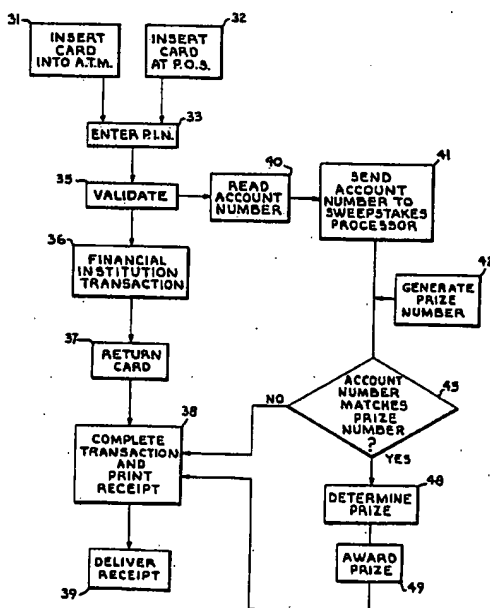 31
INSERT
CARD
INTO A.T.M.
32
INSERT
CARD
AT P.O.S.
33
ENTER P.I.N.
35
VALIDATE
40
READ
ACCOUNT
NUMBER
41
SEND
ACCOUNT
NUMBER TO
SWEEPSTAKES
PROCESSOR
36
FINANCIAL
INSTITUTION
TRANSACTION
GENERATE
PRIZE
NUMBER
37
RETURN
CARD
ACCOUNT
NUMBER
MATCHES
PRIZE
NUMBER
?
45
NO
YES
38
COMPLETE
TRANSACTION
AND
PRINT
RECEIPT
48
DETERMINE
PRIZE
DELIVER
RECEIPT
39
AWARD
PRIZE
49